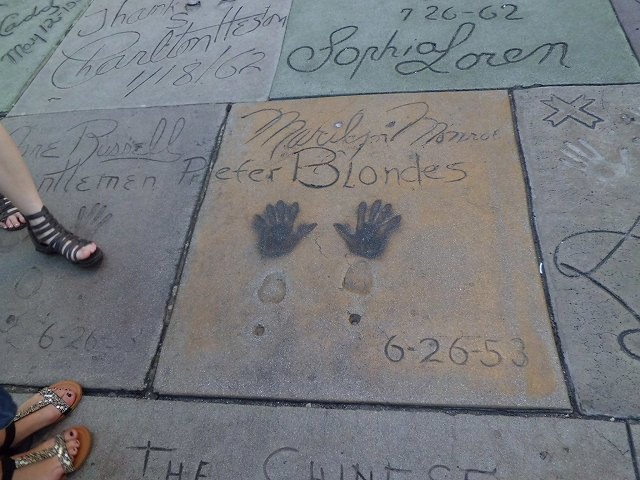 Thanks
Charlton Heston
1/18/62
7-26-62
Sophia Loren
Jane Russell
Marilyn Monroe
Gentlemen Prefer Blondes
6-26-
6-26-53
THE CHINESE